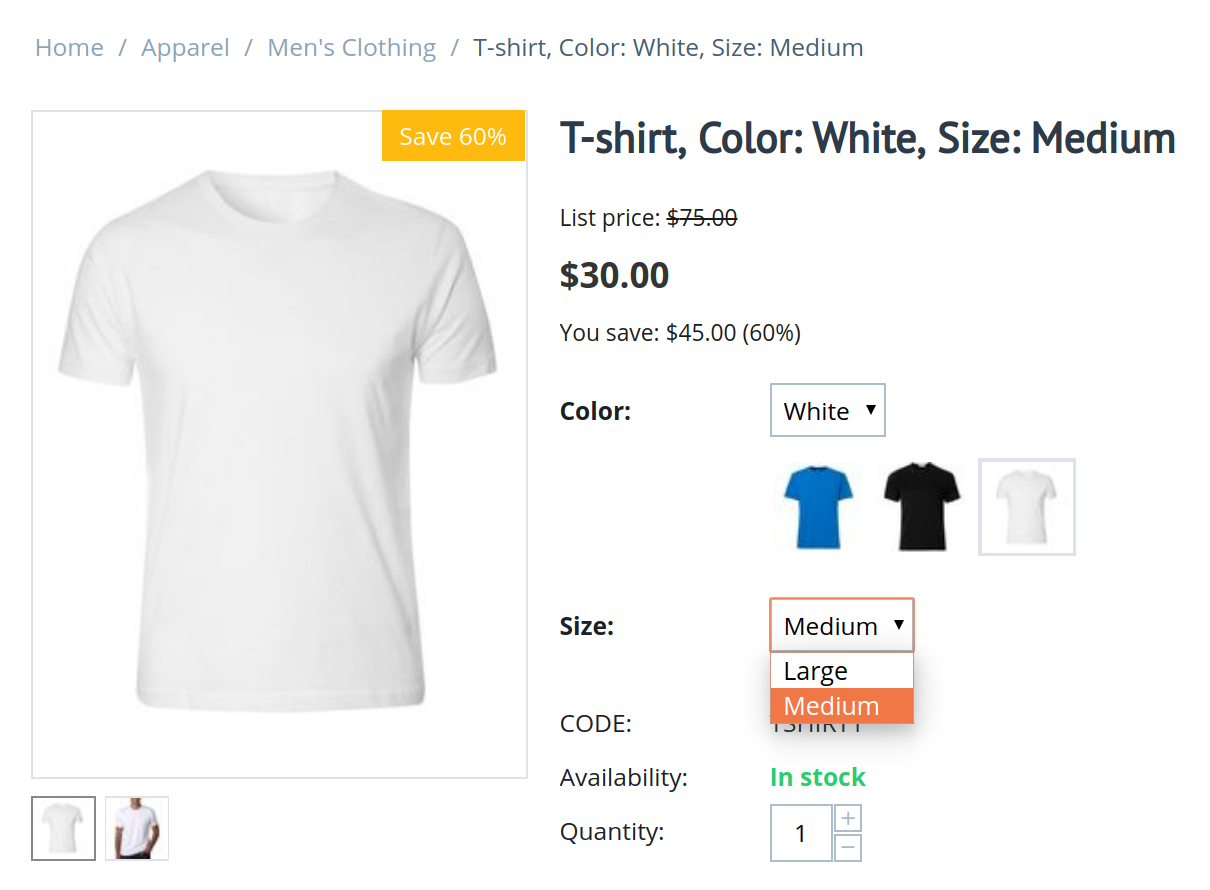 Home / Apparel / Men's Clothing / T-shirt, Color: White, Size: Medium
Save 60%
T-shirt, Color: White, Size: Medium
List price: $75.00
$30.00
You save: $45.00 (60%)
Color: White ▼
Size: Medium ▼
Large
Medium
CODE:
Availability: In stock
Quantity: 1 + −